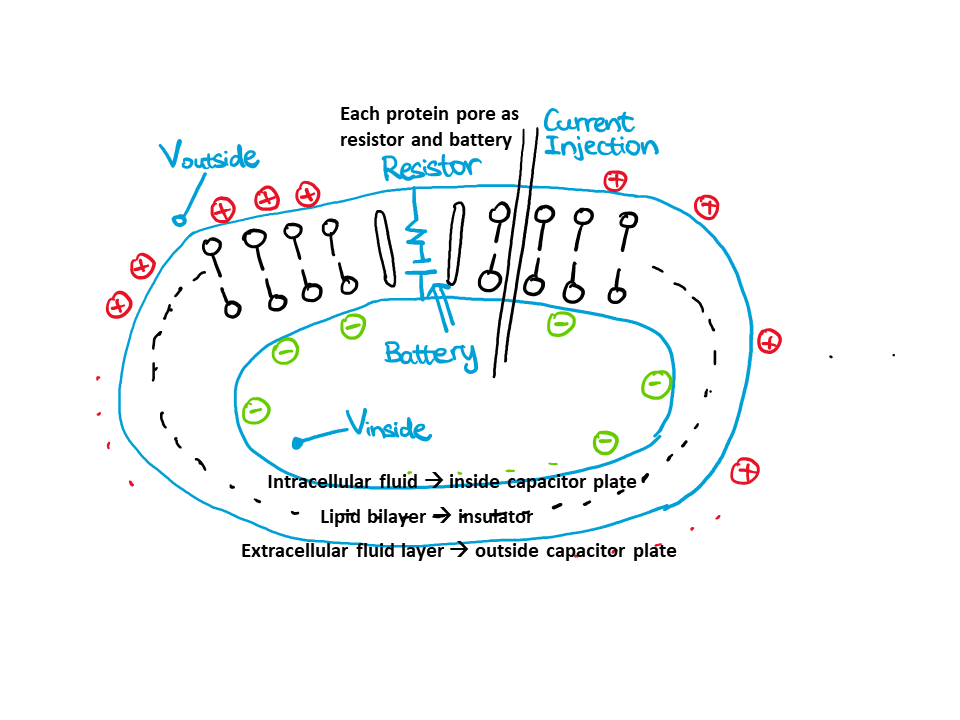 Each protein pore as
resistor and battery
Current
Injection
Voutside
Resistor
Battery
Vinside
Intracellular fluid → inside capacitor plate
Lipid bilayer → insulator
Extracellular fluid layer → outside capacitor plate